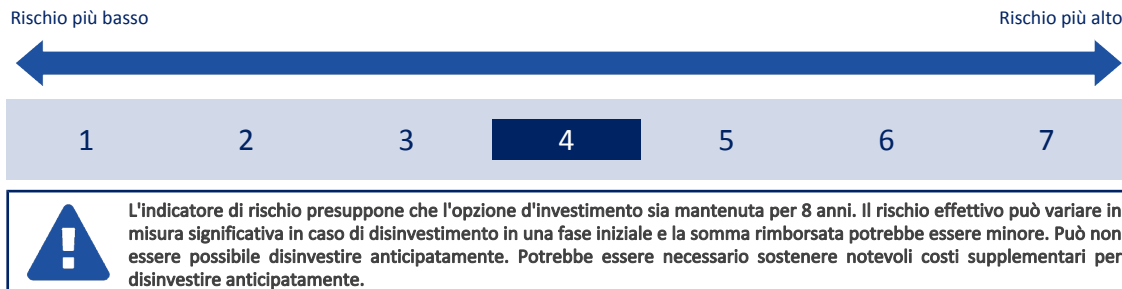 Rischio più basso Rischio più alto
1 2 3 4 5 6 7
L'indicatore di rischio presuppone che l'opzione d'investimento sia mantenuta per 8 anni. Il rischio effettivo può variare in
misura significativa in caso di disinvestimento in una fase iniziale e la somma rimborsata potrebbe essere minore. Può non
essere possibile disinvestire anticipatamente. Potrebbe essere necessario sostenere notevoli costi supplementari per
disinvestire anticipatamente.